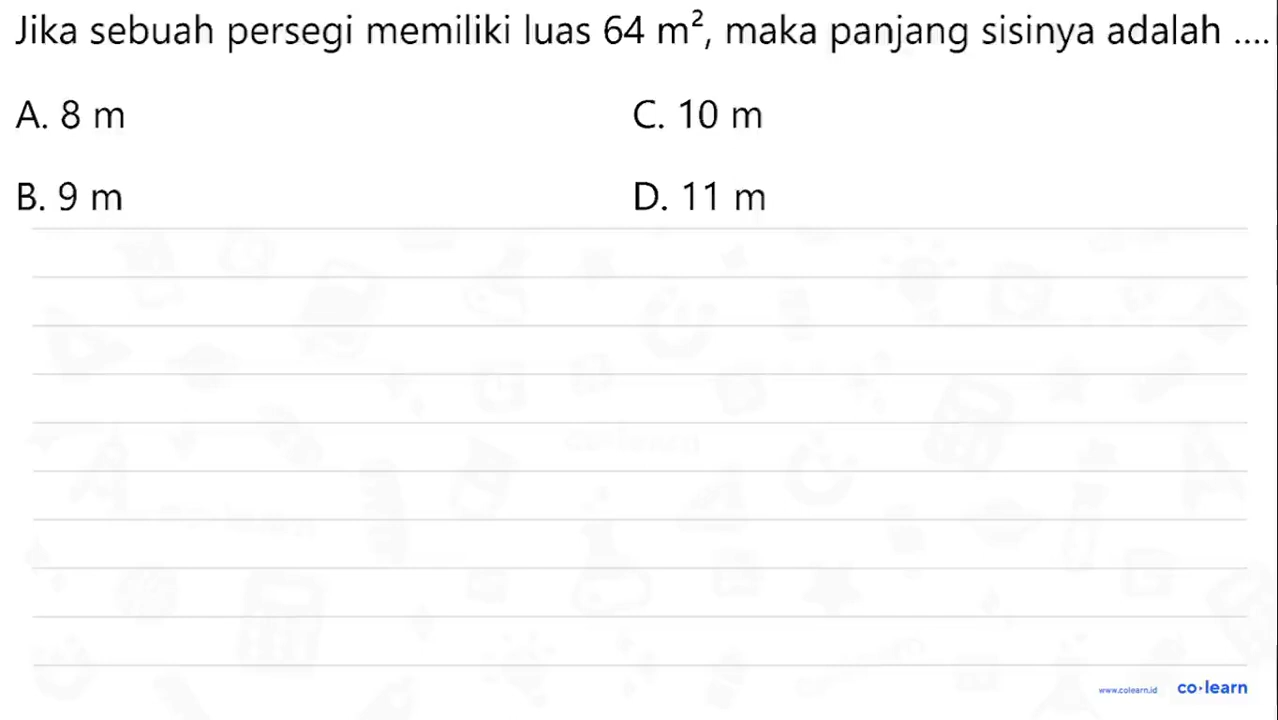 Jika sebuah persegi memiliki luas 64 m², maka panjang sisinya adalah ....
A. 8 m
C. 10 m
B. 9 m
D. 11 m
www.colearn.id co·learn